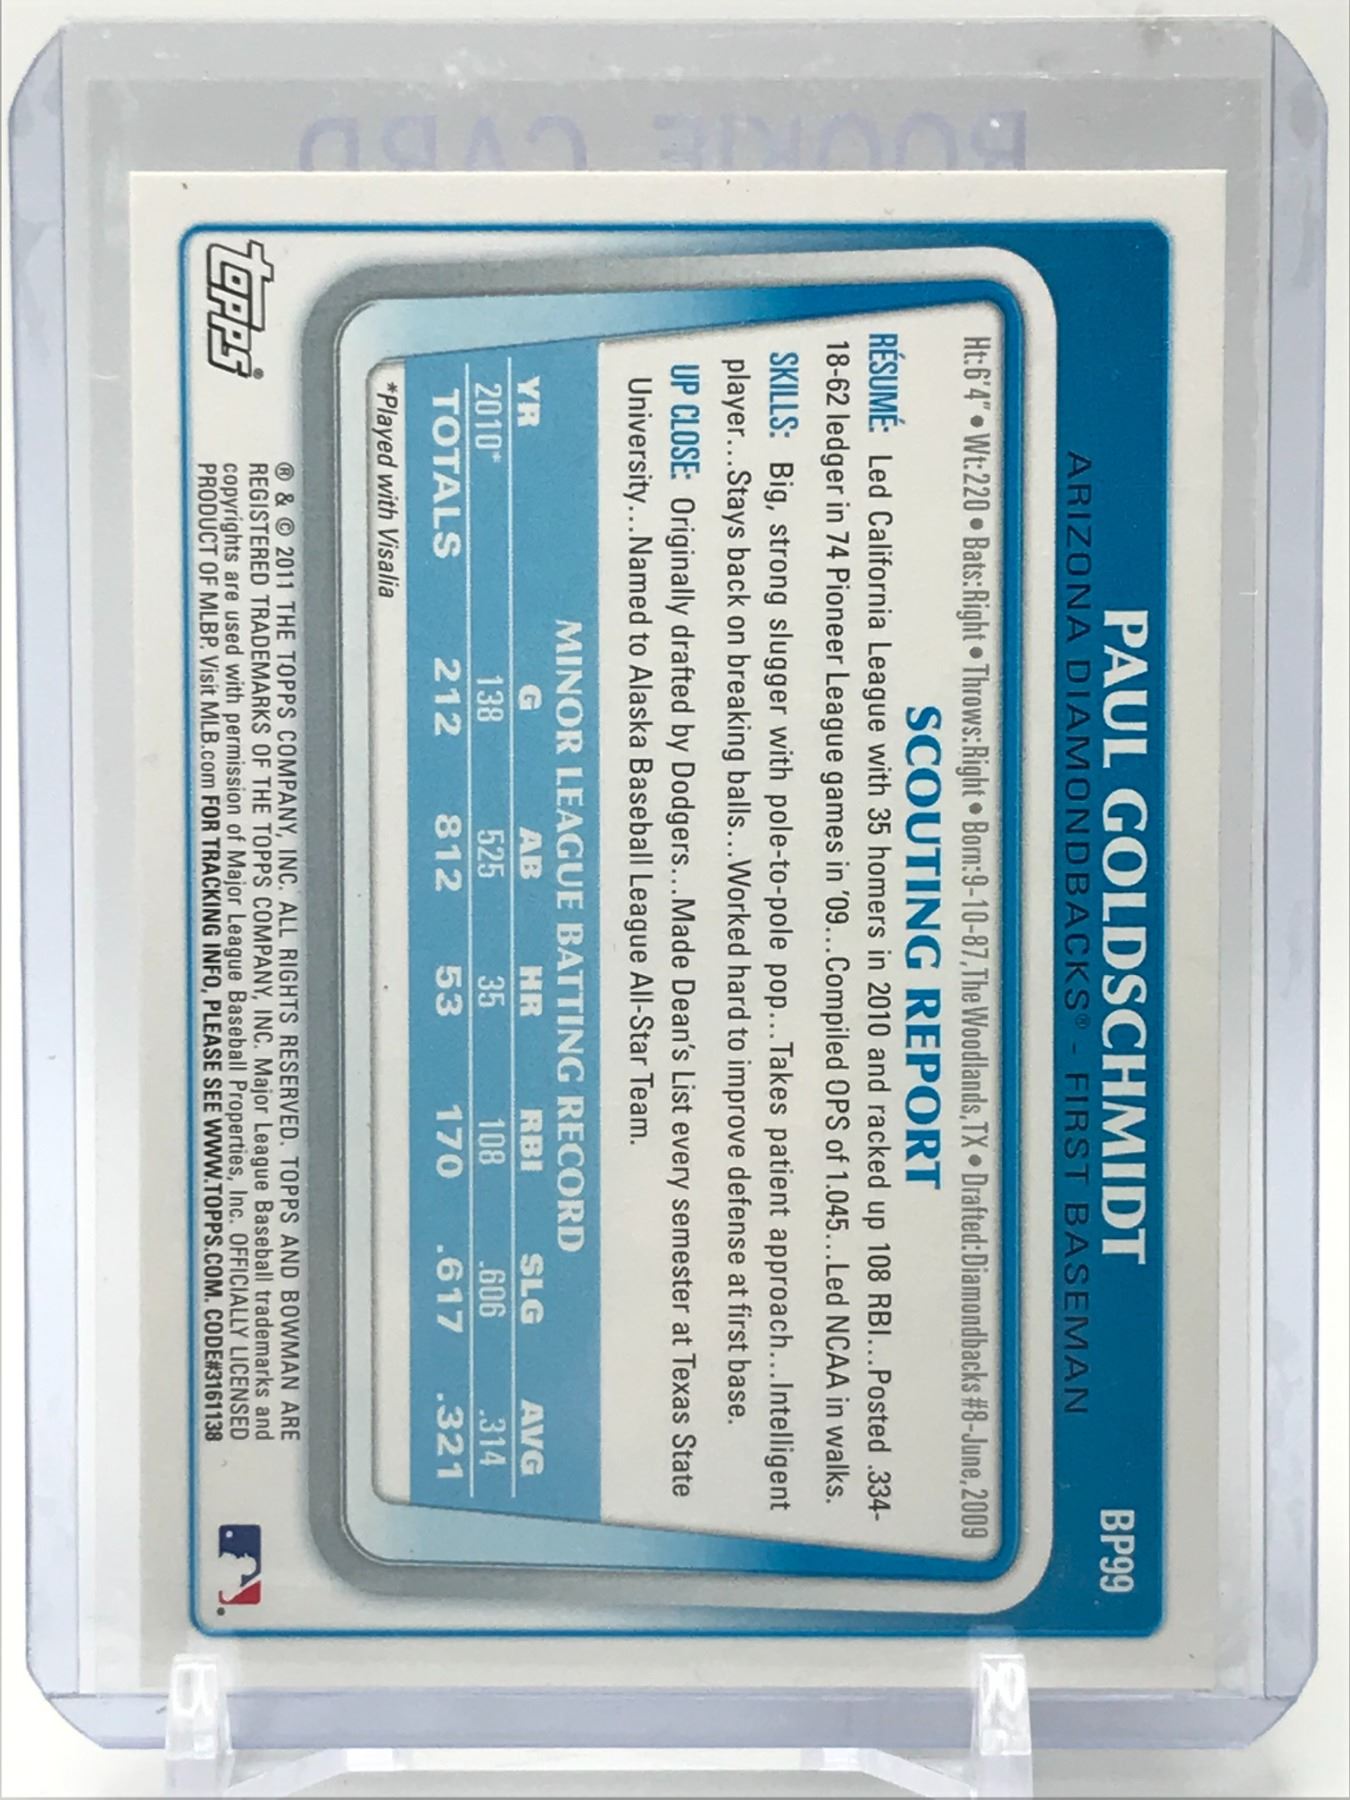 ROOKIE CARD
PAUL GOLDSCHMIDT
BP99
ARIZONA DIAMONDBACKS® - FIRST BASEMAN
Ht: 6'4" • Wt: 220 • Bats: Right • Throws: Right • Born: 9-10-87, The Woodlands, TX • Drafted: Diamondbacks #8-June, 2009
SCOUTING REPORT
RÉSUMÉ: Led California League with 35 homers in 2010 and racked up 108 RBI...Posted .334-
18-62 ledger in 74 Pioneer League games in '09...Compiled OPS of 1.045...Led NCAA in walks.
SKILLS: Big, strong slugger with pole-to-pole pop...Takes patient approach...Intelligent
player...Stays back on breaking balls...Worked hard to improve defense at first base.
UP CLOSE: Originally drafted by Dodgers...Made Dean's List every semester at Texas State
University...Named to Alaska Baseball League All-Star Team.
MINOR LEAGUE BATTING RECORD
YR G AB HR RBI SLG AVG
2010* 138 525 35 108 .606 .314
TOTALS 212 812 53 170 .617 .321
*Played with Visalia
® & © 2011 THE TOPPS COMPANY, INC. ALL RIGHTS RESERVED. TOPPS AND BOWMAN ARE
REGISTERED TRADEMARKS OF THE TOPPS COMPANY, INC. Major League Baseball trademarks and
copyrights are used with permission of Major League Baseball Properties, Inc. OFFICIALLY LICENSED
PRODUCT OF MLBP. Visit MLB.com FOR TRACKING INFO, PLEASE SEE WWW.TOPPS.COM. CODE#3161138
TOPPS®